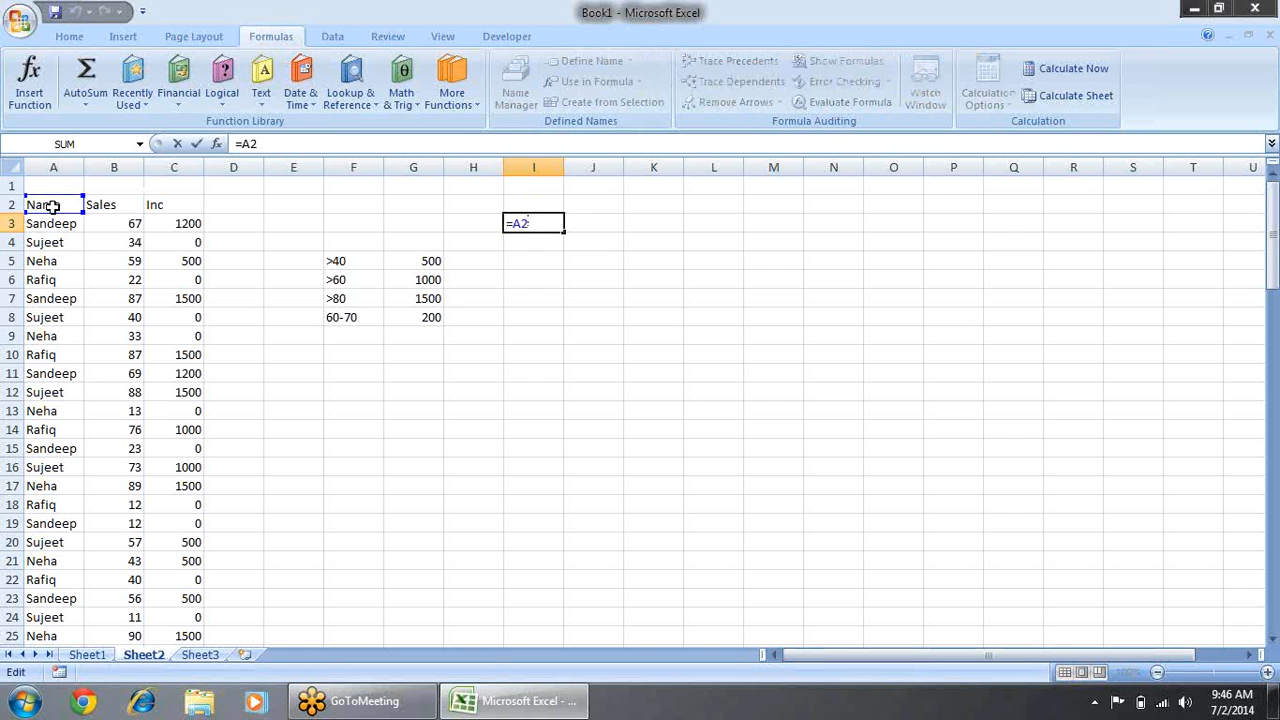 Book1 - Microsoft Excel
Home Insert Page Layout Formulas Data Review View Developer
Insert Function
AutoSum
Recently Used
Financial
Logical
Text
Date & Time
Lookup & Reference
Math & Trig
More Functions
Function Library
Name Manager
Define Name
Use in Formula
Create from Selection
Defined Names
Trace Precedents
Trace Dependents
Remove Arrows
Show Formulas
Error Checking
Evaluate Formula
Watch Window
Formula Auditing
Calculation Options
Calculate Now
Calculate Sheet
Calculation
SUM =A2
A B C D E F G H I J K L M N O P Q R S T U
1
2 Sales Inc
3 Sandeep 67 1200 =A2
4 Sujeet 34 0
5 Neha 59 500 >40 500
6 Rafiq 22 0 >60 1000
7 Sandeep 87 1500 >80 1500
8 Sujeet 40 0 60-70 200
9 Neha 33 0
10 Rafiq 87 1500
11 Sandeep 69 1200
12 Sujeet 88 1500
13 Neha 13 0
14 Rafiq 76 1000
15 Sandeep 23 0
16 Sujeet 73 1000
17 Neha 89 1500
18 Rafiq 12 0
19 Sandeep 12 0
20 Sujeet 57 500
21 Neha 43 500
22 Rafiq 40 0
23 Sandeep 56 500
24 Sujeet 11 0
25 Neha 90 1500
Sheet1 Sheet2 Sheet3
Edit 100%
GoToMeeting
Microsoft Excel - ...
9:46 AM
7/2/2014